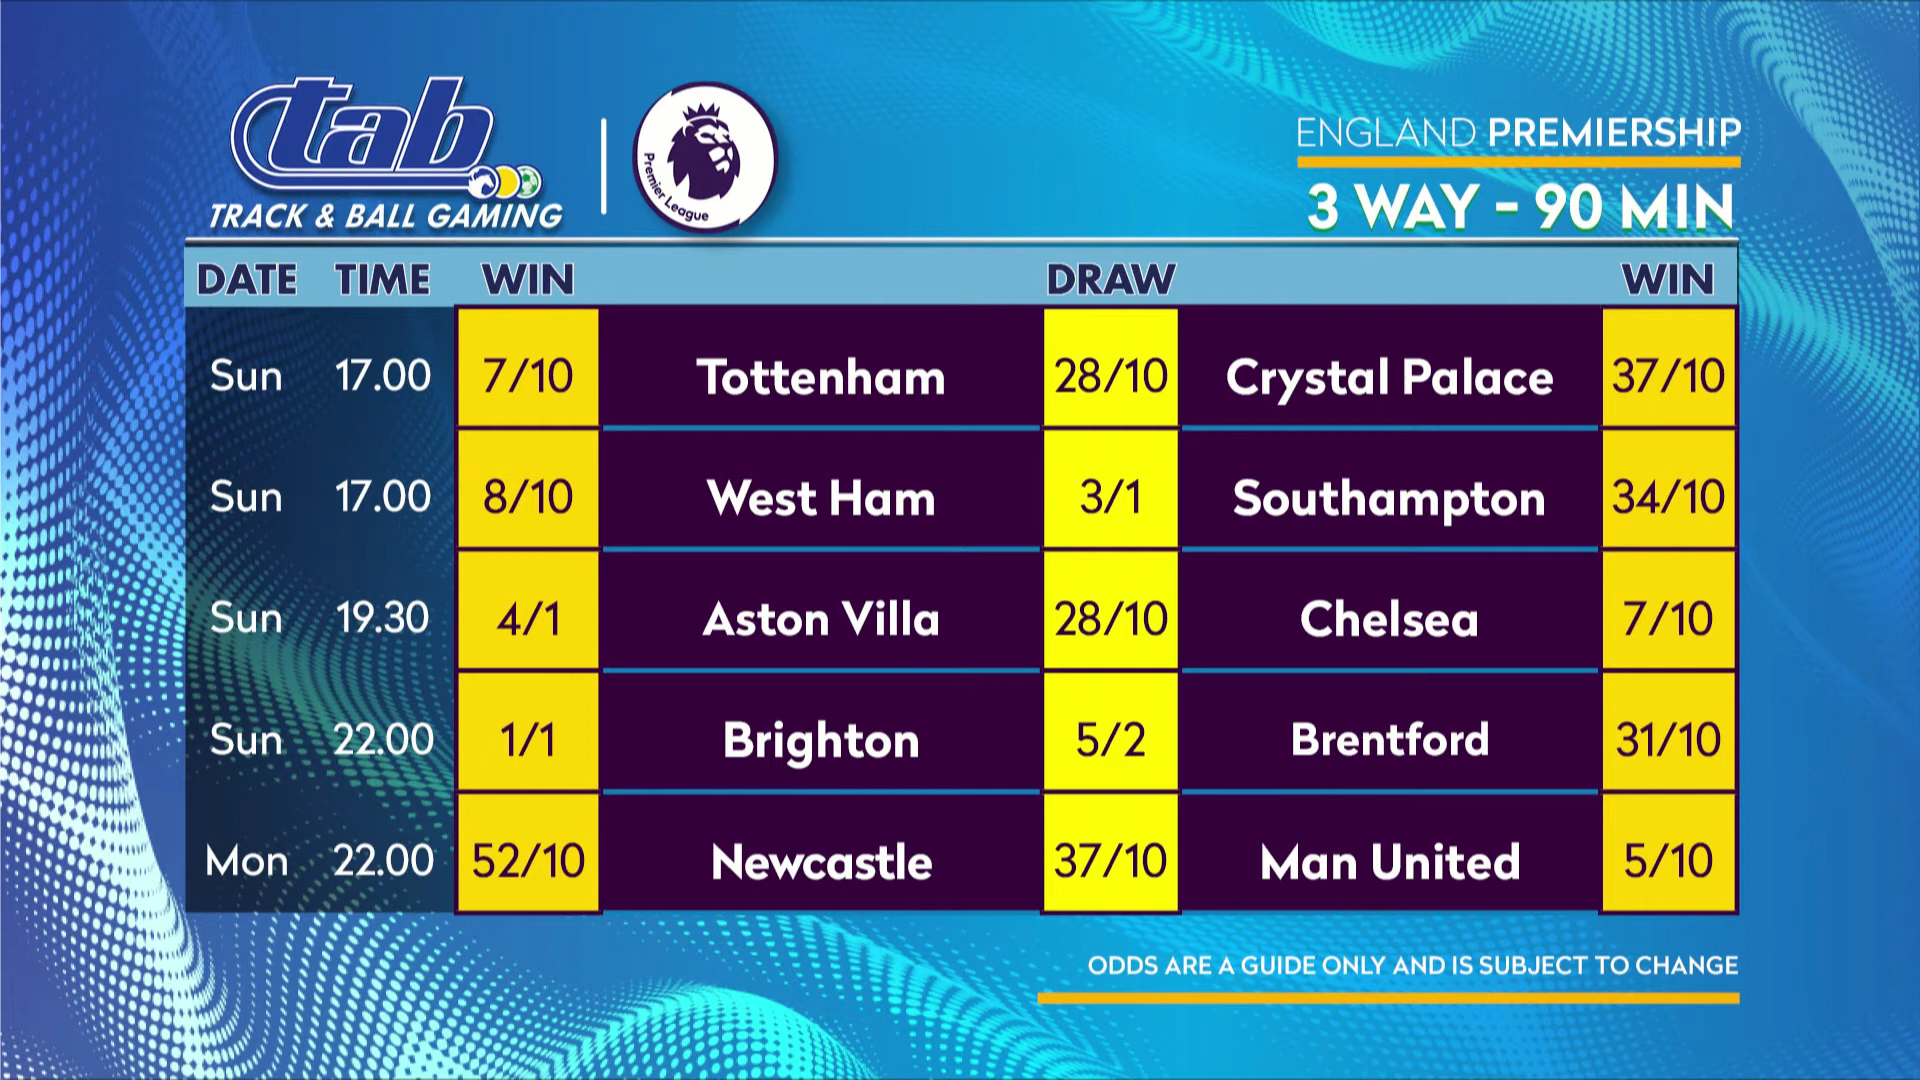 tab
TRACK & BALL GAMING
Premier League
ENGLAND PREMIERSHIP
3 WAY - 90 MIN
DATE TIME WIN DRAW WIN
Sun 17.00 7/10 Tottenham 28/10 Crystal Palace 37/10
Sun 17.00 8/10 West Ham 3/1 Southampton 34/10
Sun 19.30 4/1 Aston Villa 28/10 Chelsea 7/10
Sun 22.00 1/1 Brighton 5/2 Brentford 31/10
Mon 22.00 52/10 Newcastle 37/10 Man United 5/10
ODDS ARE A GUIDE ONLY AND IS SUBJECT TO CHANGE